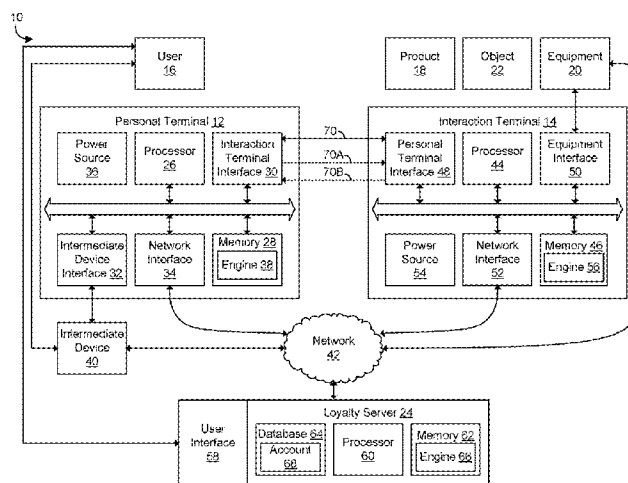 10
User
16
Product
18
Object
22
Equipment
20
Personal Terminal 12
Power
Source
36
Processor
26
Interaction
Terminal
Interface
30
70
70A
70B
Interaction Terminal 14
Personal
Terminal
Interface 48
Processor
44
Equipment
Interface
50
Intermediate
Device
Interface 32
Network
Interface
34
Memory 28
Engine 38
Power
Source
54
Network
Interface
52
Memory 46
Engine 56
Intermediate
Device
40
Network
42
User
Interface
58
Loyalty Server 24
Database 64
Account
68
Processor
60
Memory 62
Engine 66